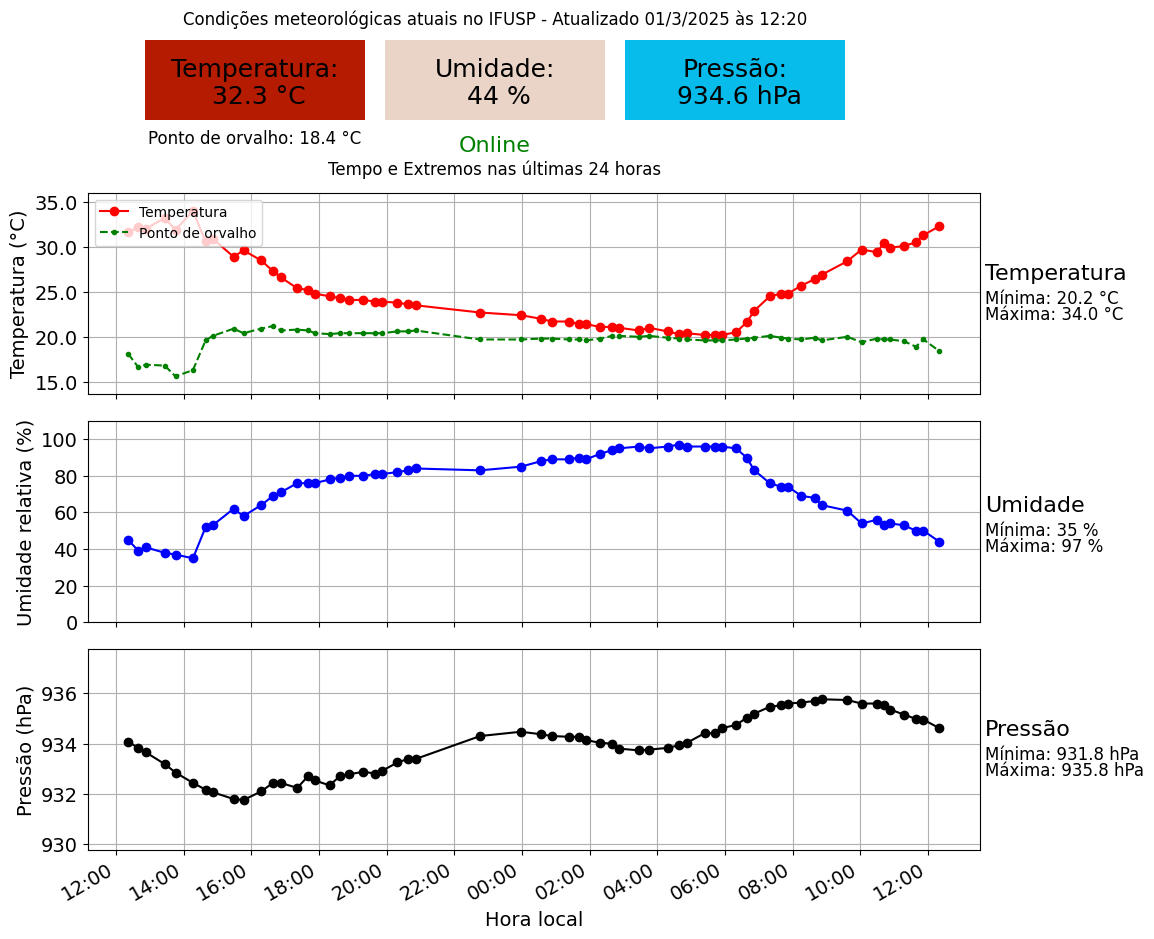 Condições meteorológicas atuais no IFUSP - Atualizado 01/3/2025 às 12:20
Temperatura:
32.3 °C
Umidade:
44 %
Pressão:
934.6 hPa
Ponto de orvalho: 18.4 °C
Online
Tempo e Extremos nas últimas 24 horas
Temperatura (°C)
35.0
30.0
25.0
20.0
15.0
Temperatura
Ponto de orvalho
Temperatura
Mínima: 20.2 °C
Máxima: 34.0 °C
Umidade relativa (%)
100
80
60
40
20
0
Umidade
Mínima: 35 %
Máxima: 97 %
Pressão (hPa)
936
934
932
930
Pressão
Mínima: 931.8 hPa
Máxima: 935.8 hPa
12:00 14:00 16:00 18:00 20:00 22:00 00:00 02:00 04:00 06:00 08:00 10:00 12:00
Hora local